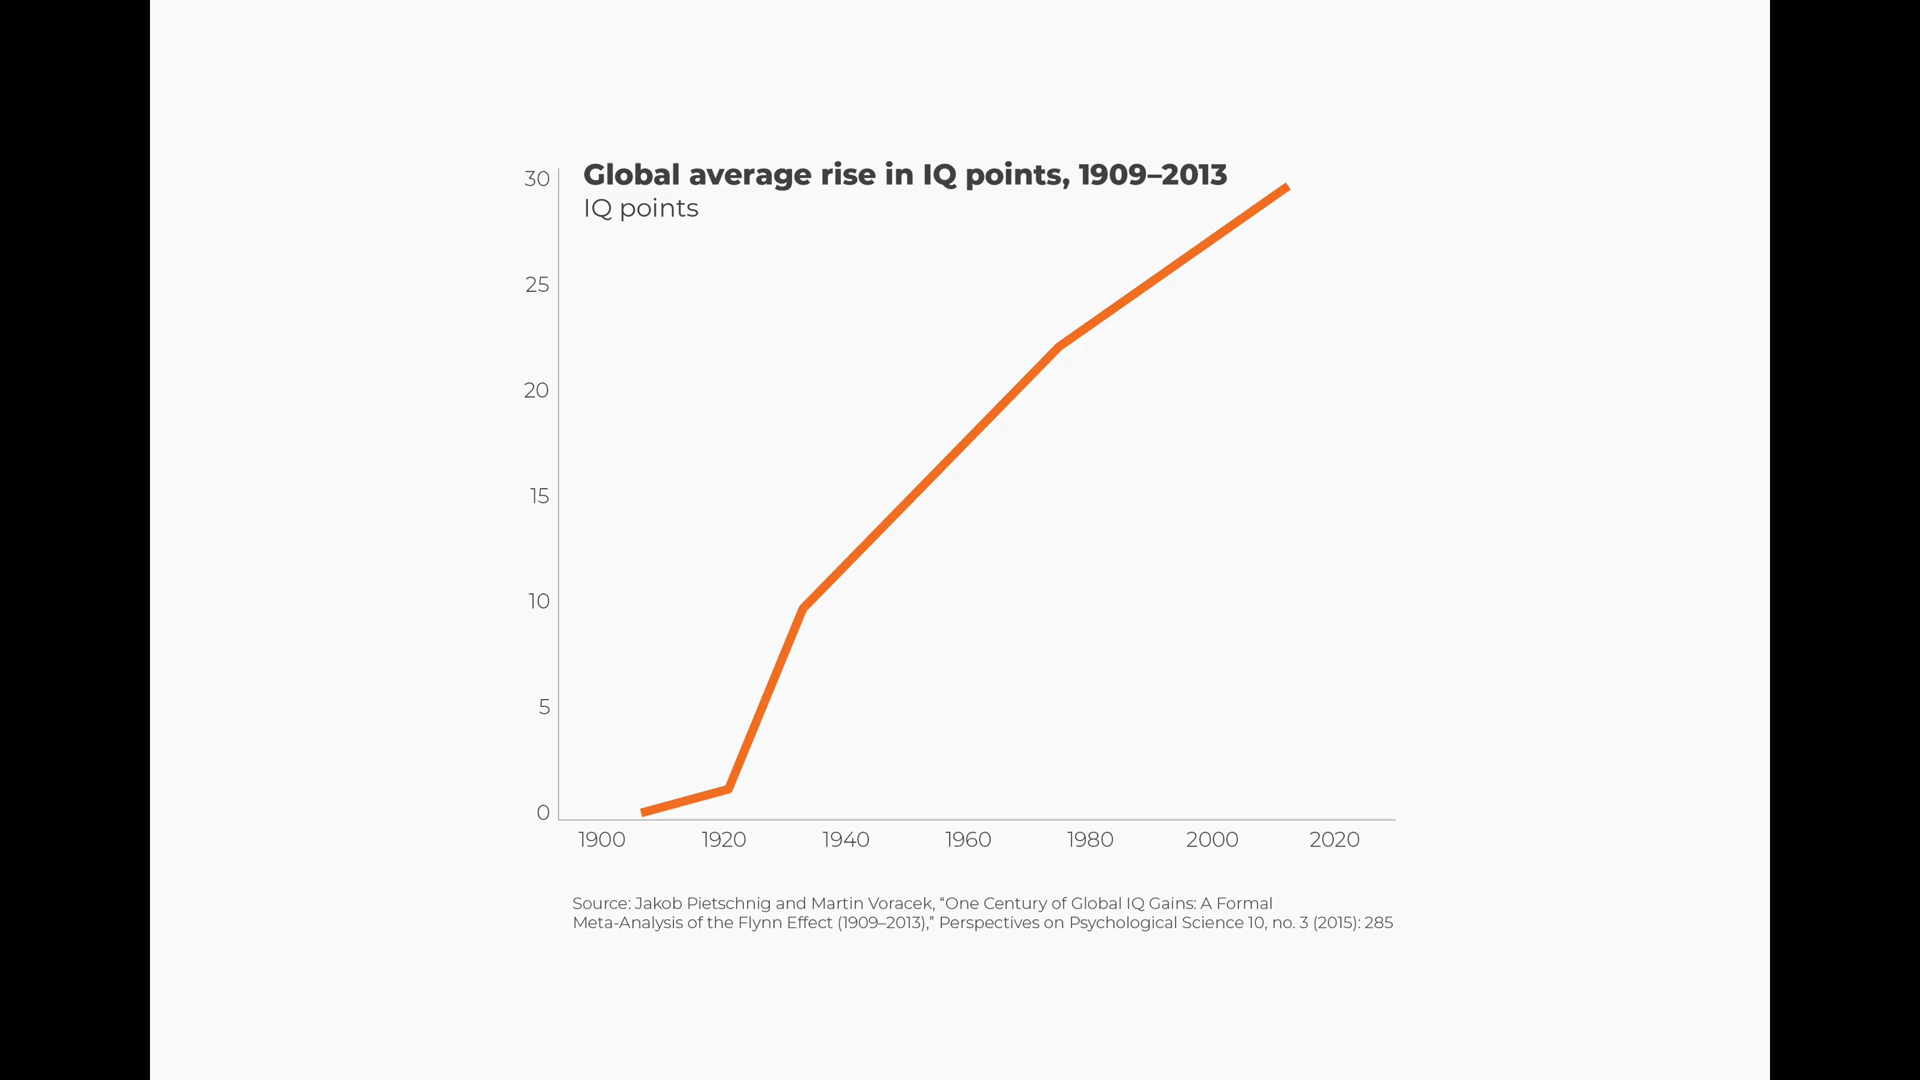 Global average rise in IQ points, 1909–2013
IQ points
30
25
20
15
10
5
0
1900 1920 1940 1960 1980 2000 2020
Source: Jakob Pietschnig and Martin Voracek, “One Century of Global IQ Gains: A Formal
Meta-Analysis of the Flynn Effect (1909–2013),” Perspectives on Psychological Science 10, no. 3 (2015): 285